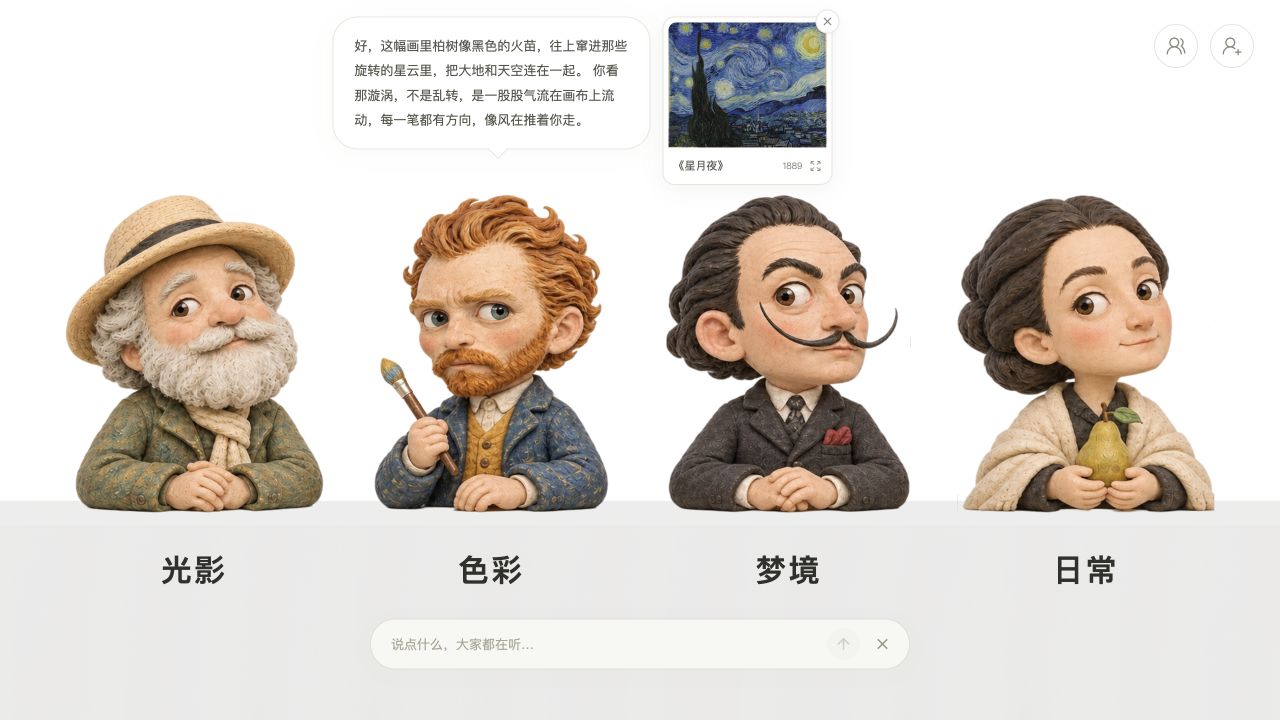 好，这幅画里柏树像黑色的火苗，往上窜进那些
旋转的星云里，把大地和天空连在一起。 你看
那漩涡，不是乱转，是一股股气流在画布上流
动，每一笔都有方向，像风在推着你走。
《星月夜》 1889
光影
色彩
梦境
日常
说点什么，大家都在听...